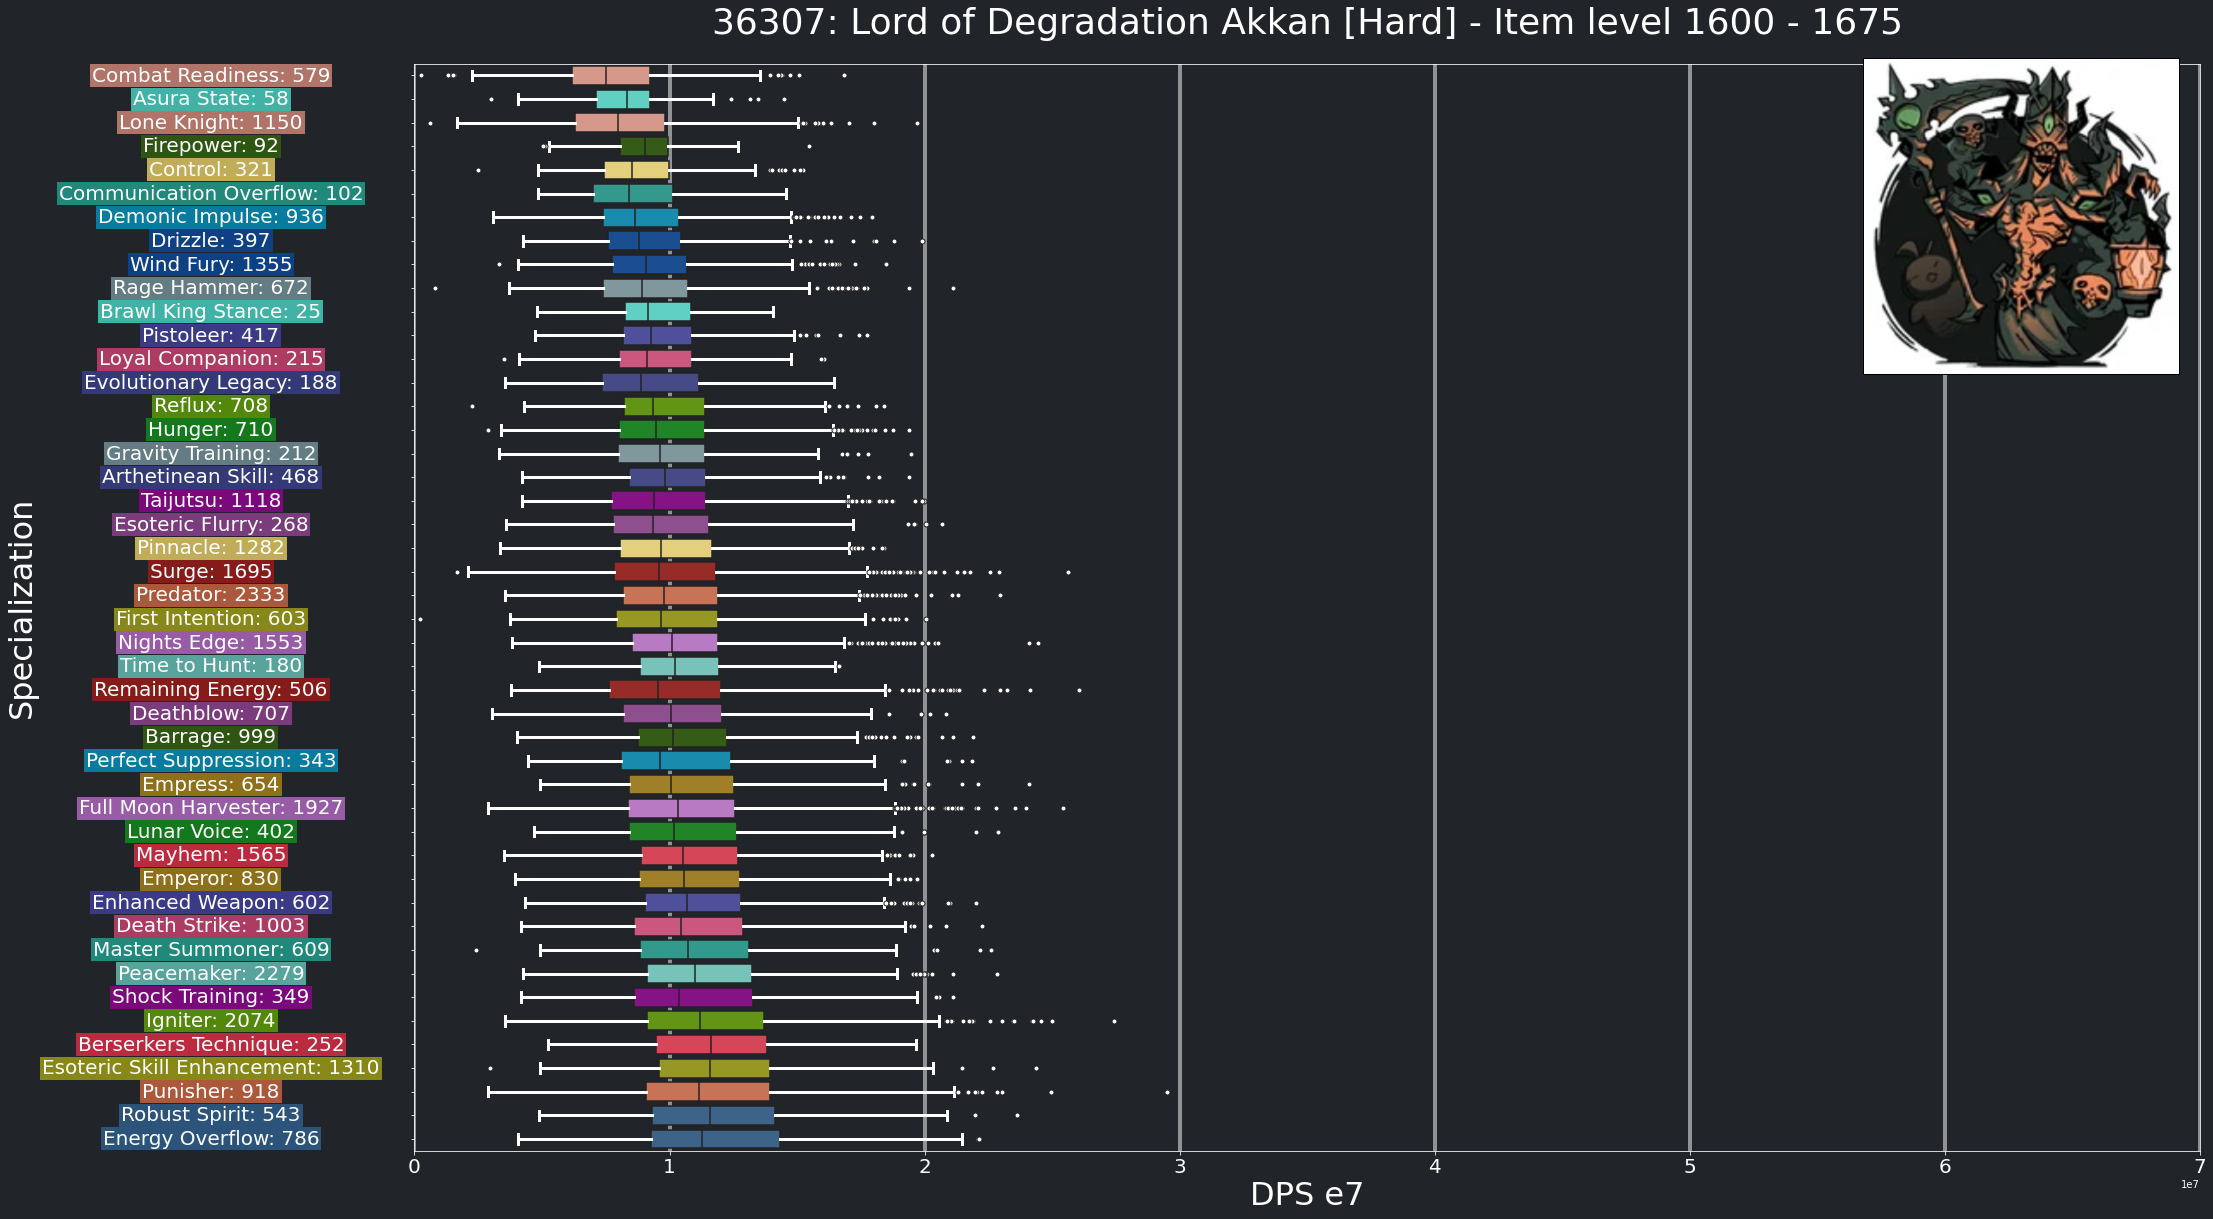 36307: Lord of Degradation Akkan [Hard] - Item level 1600 - 1675
Combat Readiness: 579
Asura State: 58
Lone Knight: 1150
Firepower: 92
Control: 321
Communication Overflow: 102
Demonic Impulse: 936
Drizzle: 397
Wind Fury: 1355
Rage Hammer: 672
Brawl King Stance: 25
Pistoleer: 417
Loyal Companion: 215
Evolutionary Legacy: 188
Reflux: 708
Hunger: 710
Gravity Training: 212
Arthetinean Skill: 468
Taijutsu: 1118
Esoteric Flurry: 268
Pinnacle: 1282
Surge: 1695
Predator: 2333
First Intention: 603
Nights Edge: 1553
Time to Hunt: 180
Remaining Energy: 506
Deathblow: 707
Barrage: 999
Perfect Suppression: 343
Empress: 654
Full Moon Harvester: 1927
Lunar Voice: 402
Mayhem: 1565
Emperor: 830
Enhanced Weapon: 602
Death Strike: 1003
Master Summoner: 609
Peacemaker: 2279
Shock Training: 349
Igniter: 2074
Berserkers Technique: 252
Esoteric Skill Enhancement: 1310
Punisher: 918
Robust Spirit: 543
Energy Overflow: 786
Specialization
0 1 2 3 4 5 6 7
1e7
DPS e7